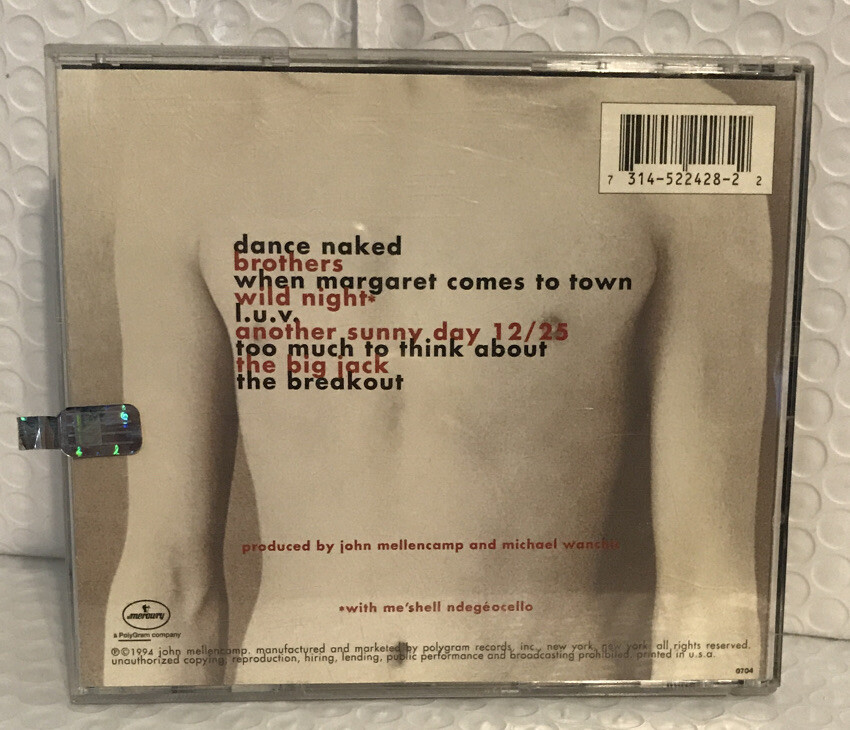 7 314-522428-2 2
dance naked
brothers
when margaret comes to town
wild night*
l.u.v.
another sunny day 12/25
too much to think about
the big jack
the breakout
produced by john mellencamp and michael wanchic
*with me'shell ndegéocello
mercury
a PolyGram company
℗©1994 john mellencamp. manufactured and marketed by polygram records, inc., new york, new york. all rights reserved.
unauthorized copying, reproduction, hiring, lending, public performance and broadcasting prohibited. printed in u.s.a.
0704